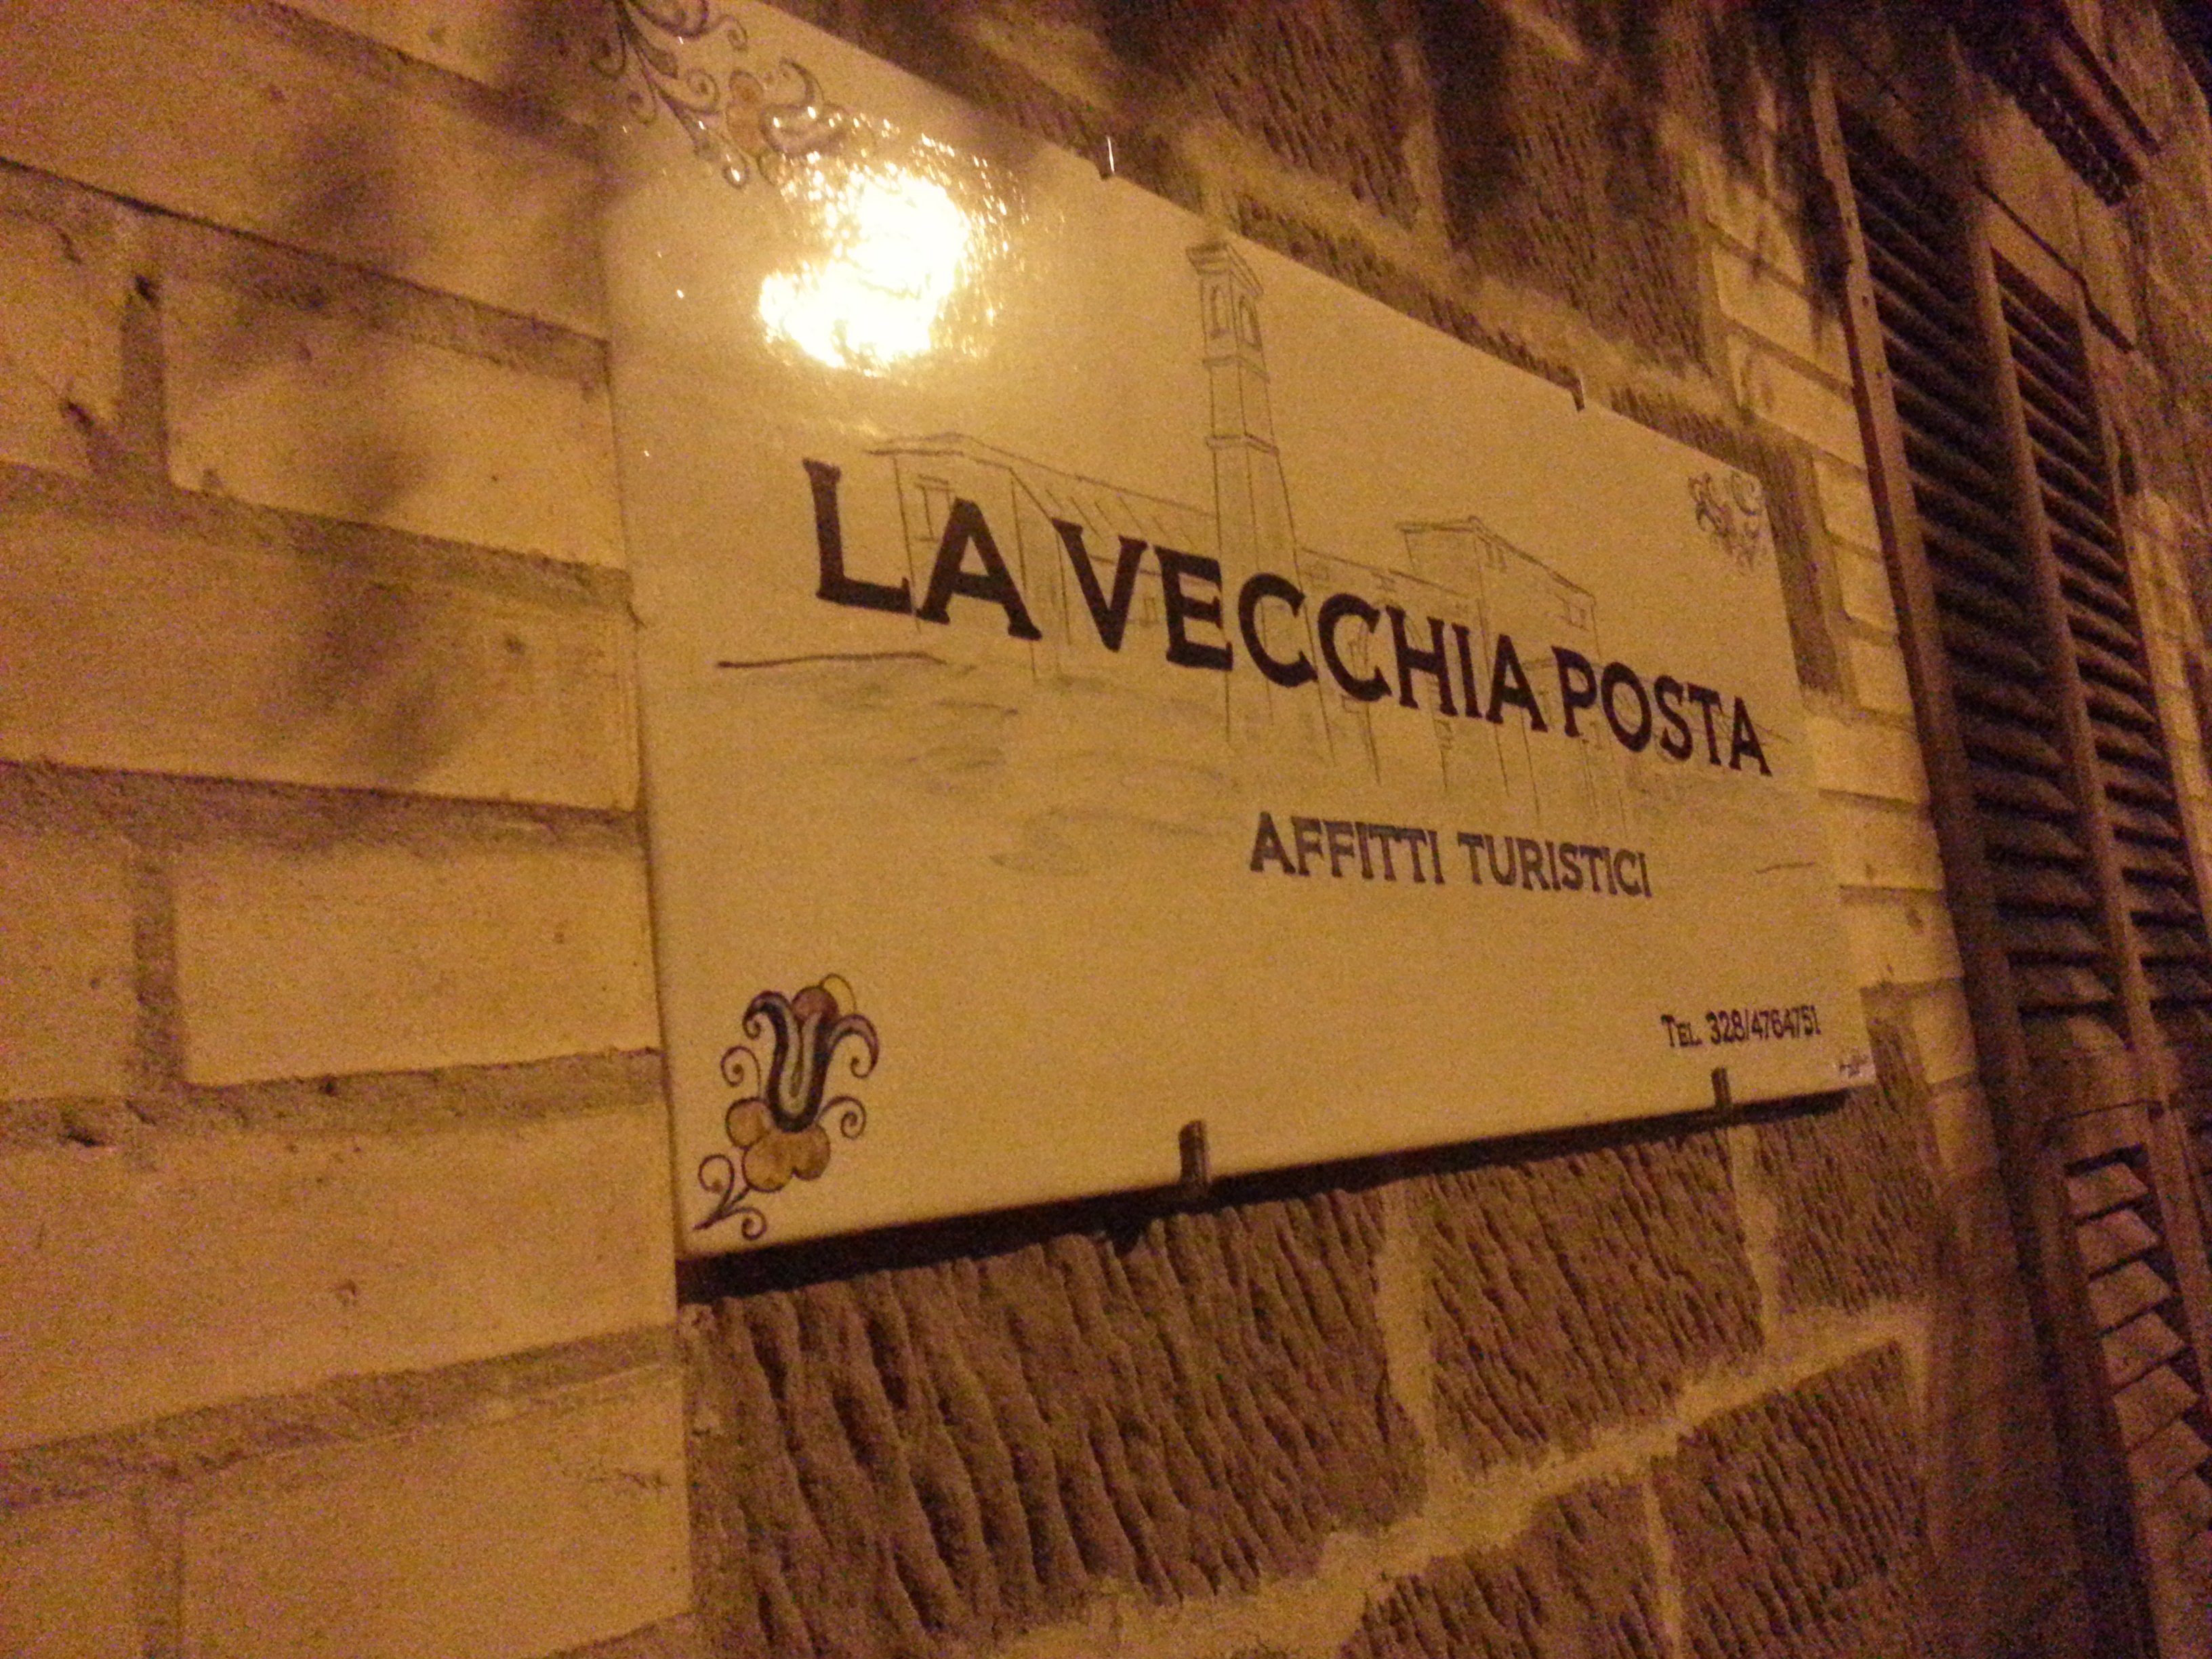 LA VECCHIA POSTA
AFFITTI TURISTICI
TEL. 328/4764751